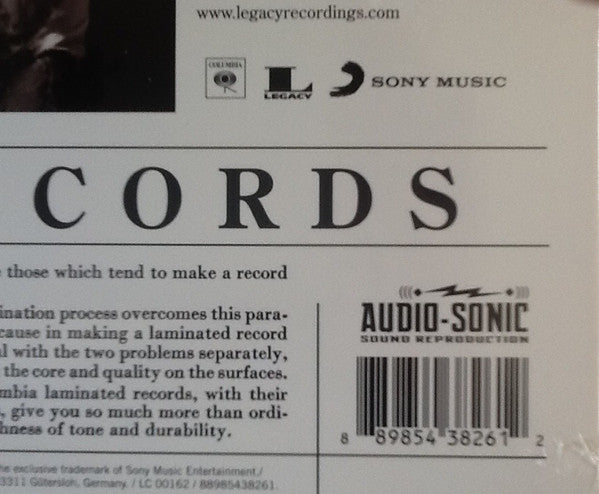 www.legacyrecordings.com
COLUMBIA
L
LEGACY
SONY MUSIC
CORDS
those which tend to make a record
ination process overcomes this para-
cause in making a laminated record
l with the two problems separately,
the core and quality on the surfaces.
mbia laminated records, with their
, give you so much more than ordi-
hness of tone and durability.
AUDIO-SONIC
SOUND REPRODUCTION
8 89854 38261 2
he exclusive trademark of Sony Music Entertainment./
3311 Gütersloh, Germany. / LC 00162 / 88985438261